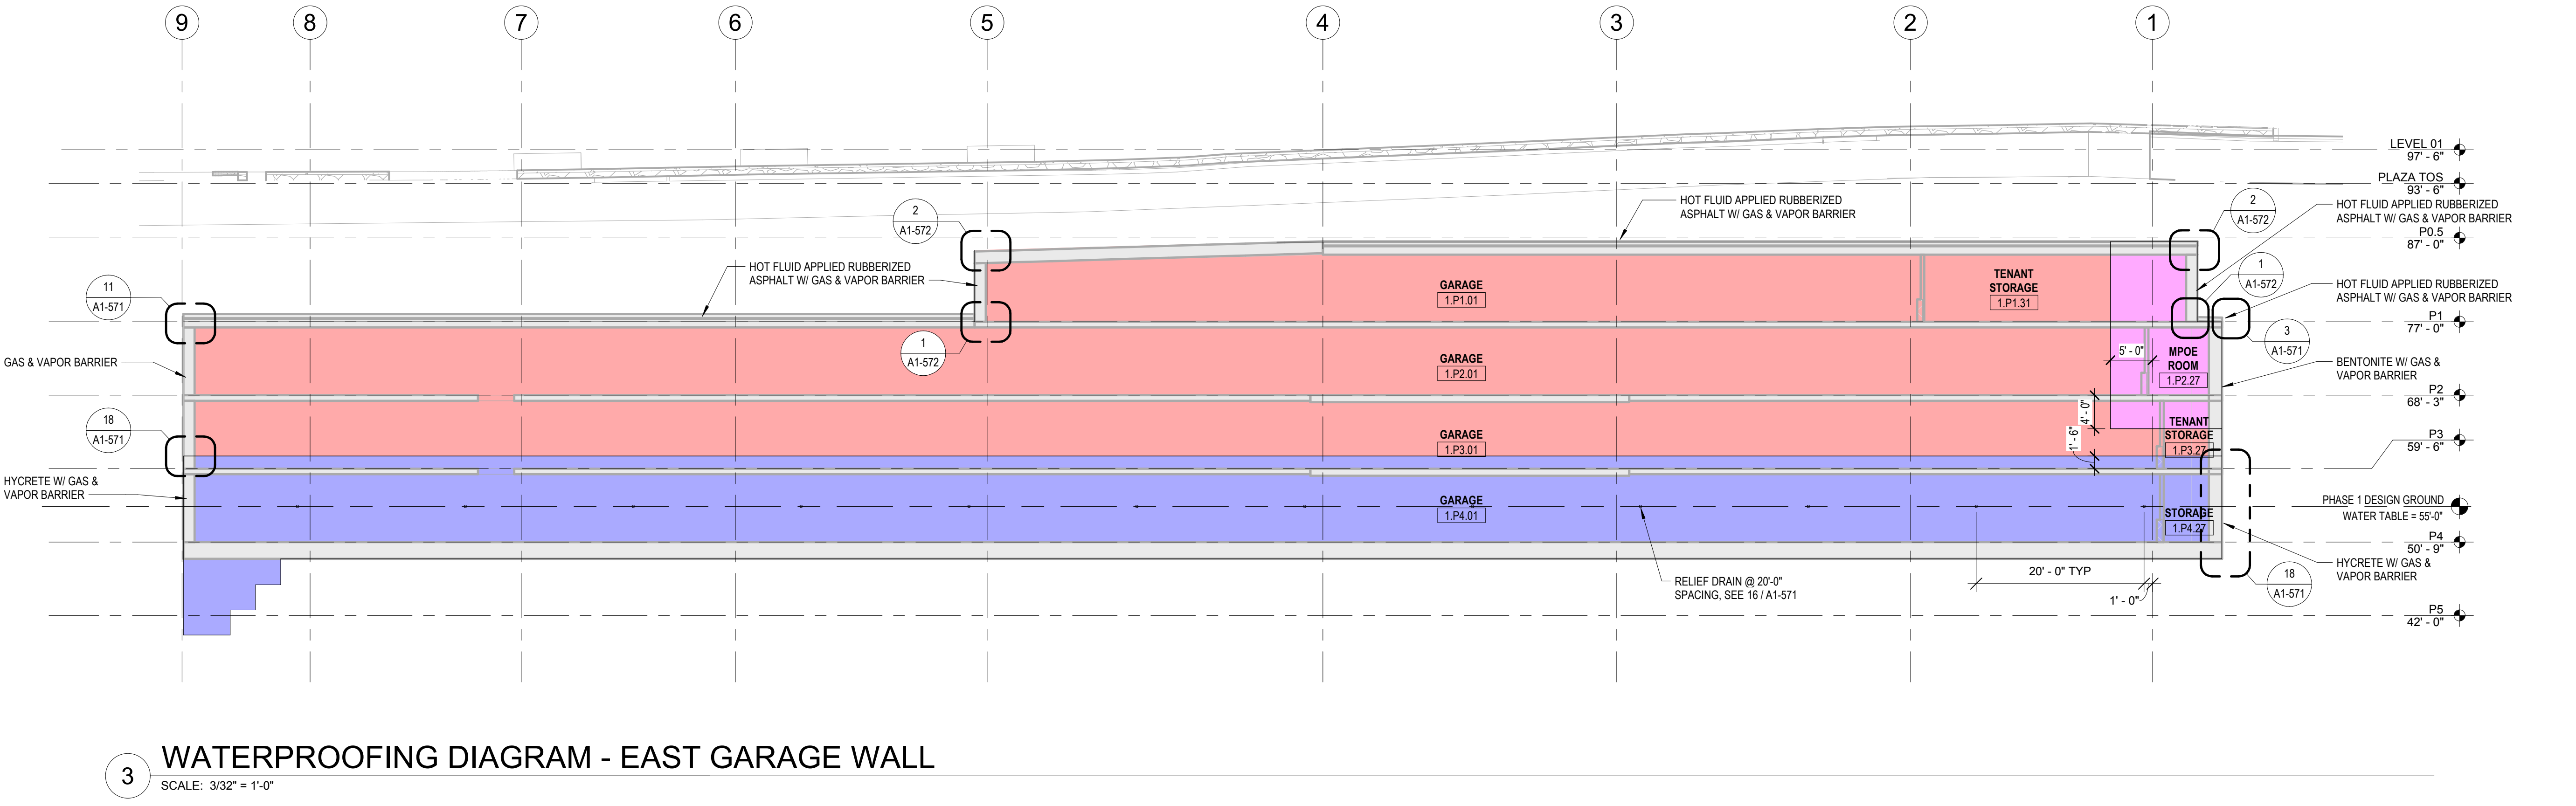 9 8 7 6 5 4 3 2 1
LEVEL 01
97' - 6"
PLAZA TOS
93' - 6"
HOT FLUID APPLIED RUBBERIZED
ASPHALT W/ GAS & VAPOR BARRIER
2
A1-572
2
A1-572
HOT FLUID APPLIED RUBBERIZED
ASPHALT W/ GAS & VAPOR BARRIER
P0.5
87' - 0"
HOT FLUID APPLIED RUBBERIZED
ASPHALT W/ GAS & VAPOR BARRIER
1
A1-572
11
A1-571
GARAGE
1.P1.01
TENANT
STORAGE
1.P1.31
HOT FLUID APPLIED RUBBERIZED
ASPHALT W/ GAS & VAPOR BARRIER
P1
77' - 0"
1
A1-572
3
A1-571
GAS & VAPOR BARRIER
GARAGE
1.P2.01
5' - 0"
MPOE
ROOM
1.P2.27
BENTONITE W/ GAS &
VAPOR BARRIER
P2
68' - 3"
18
A1-571
4' - 0"
1' - 6"
GARAGE
1.P3.01
TENANT
STORAGE
1.P3.27
P3
59' - 6"
HYCRETE W/ GAS &
VAPOR BARRIER
GARAGE
1.P4.01
STORAGE
1.P4.27
PHASE 1 DESIGN GROUND
WATER TABLE = 55'-0"
P4
50' - 9"
HYCRETE W/ GAS &
VAPOR BARRIER
18
A1-571
RELIEF DRAIN @ 20'-0"
SPACING, SEE 16 / A1-571
20' - 0" TYP
1' - 0"
P5
42' - 0"
3
WATERPROOFING DIAGRAM - EAST GARAGE WALL
SCALE: 3/32" = 1'-0"